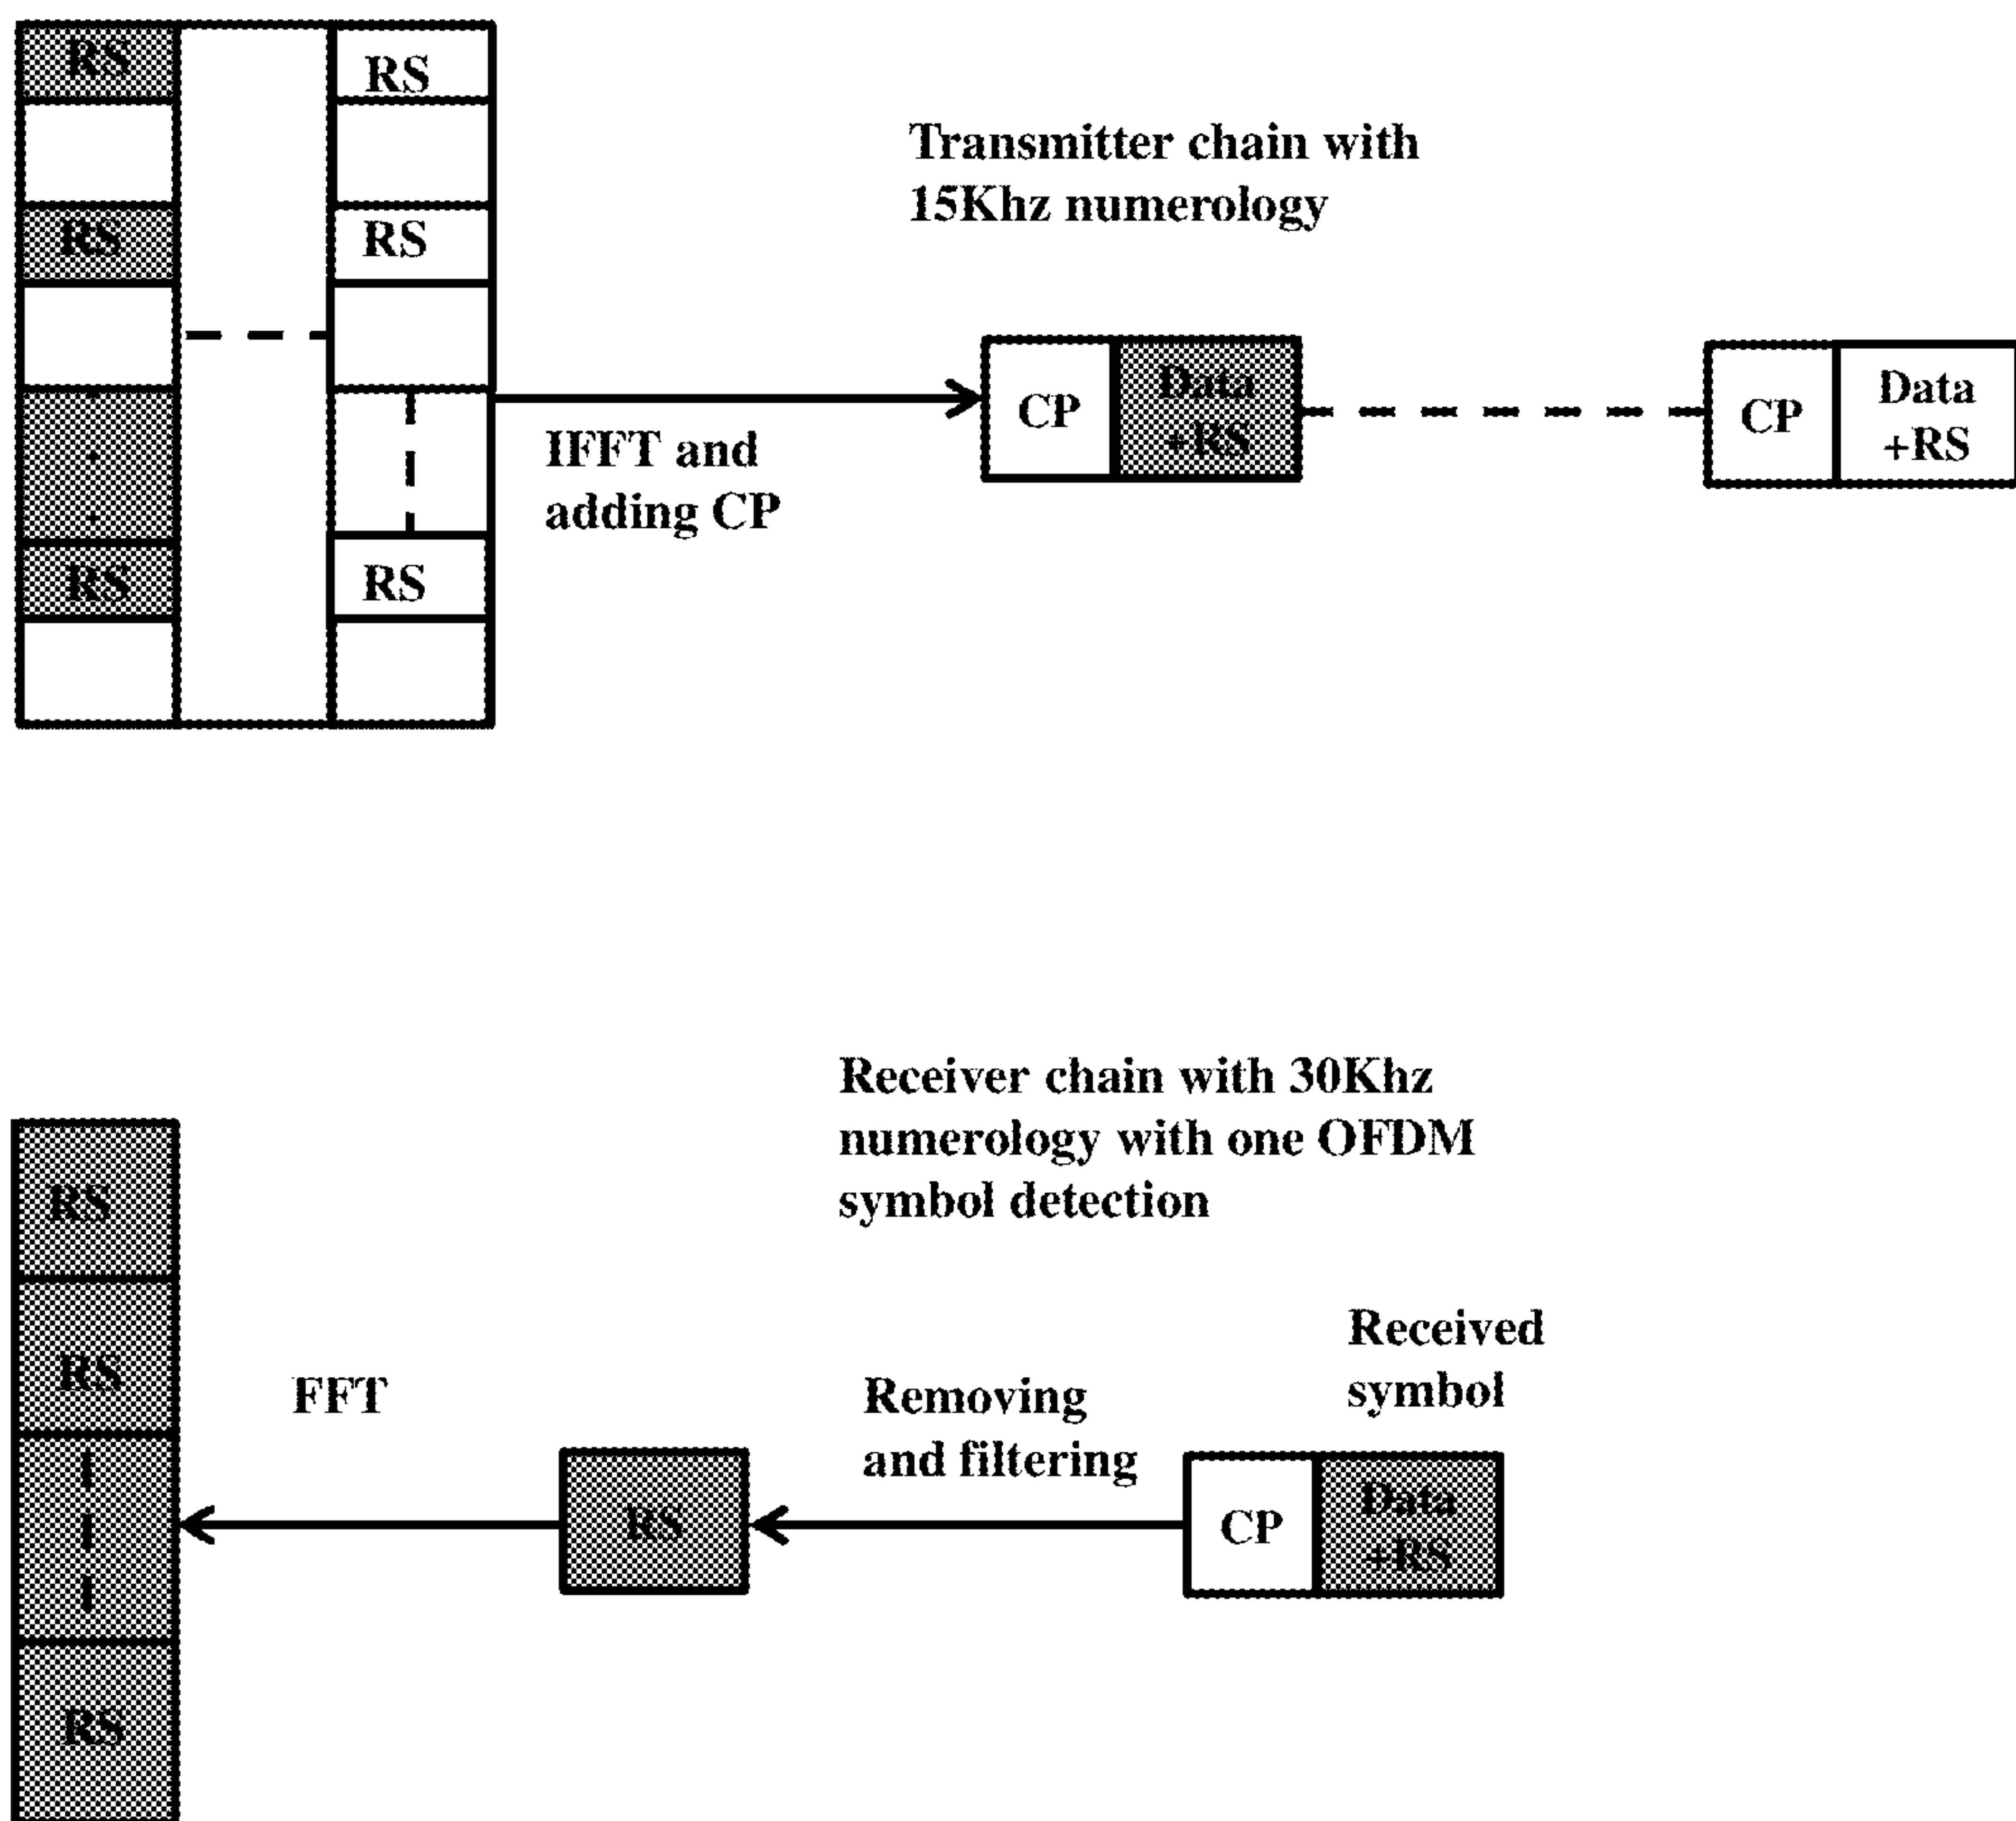 RS
RS
Transmitter chain with
15Khz numerology
RS
RS
CP
Data
+RS
CP
Data
+RS
IFFT and
adding CP
RS
RS
Receiver chain with 30Khz
numerology with one OFDM
symbol detection
RS
Received
symbol
RS
FFT
Removing
and filtering
RS
CP
Data
+RS
RS